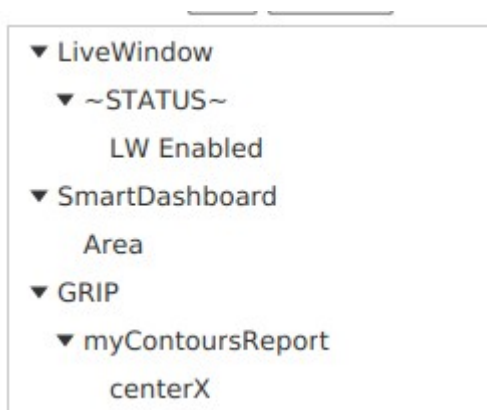 LiveWindow
~STATUS~
LW Enabled
SmartDashboard
Area
GRIP
myContoursReport
centerX